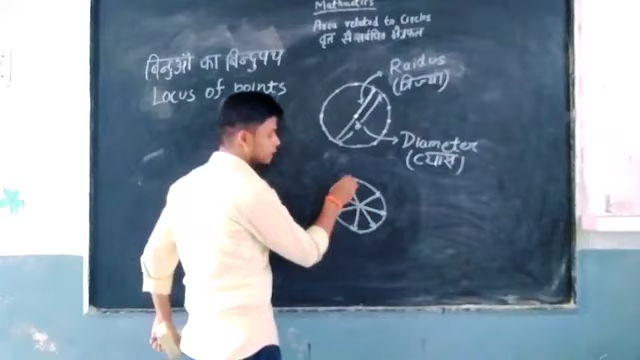 Mathematics
Area related to Circles
वृत्त से संबंधित क्षेत्रफल
बिन्दुओं का बिन्दुपथ
Locus of points
Raidus
(त्रिज्या)
Diameter
(व्यास)